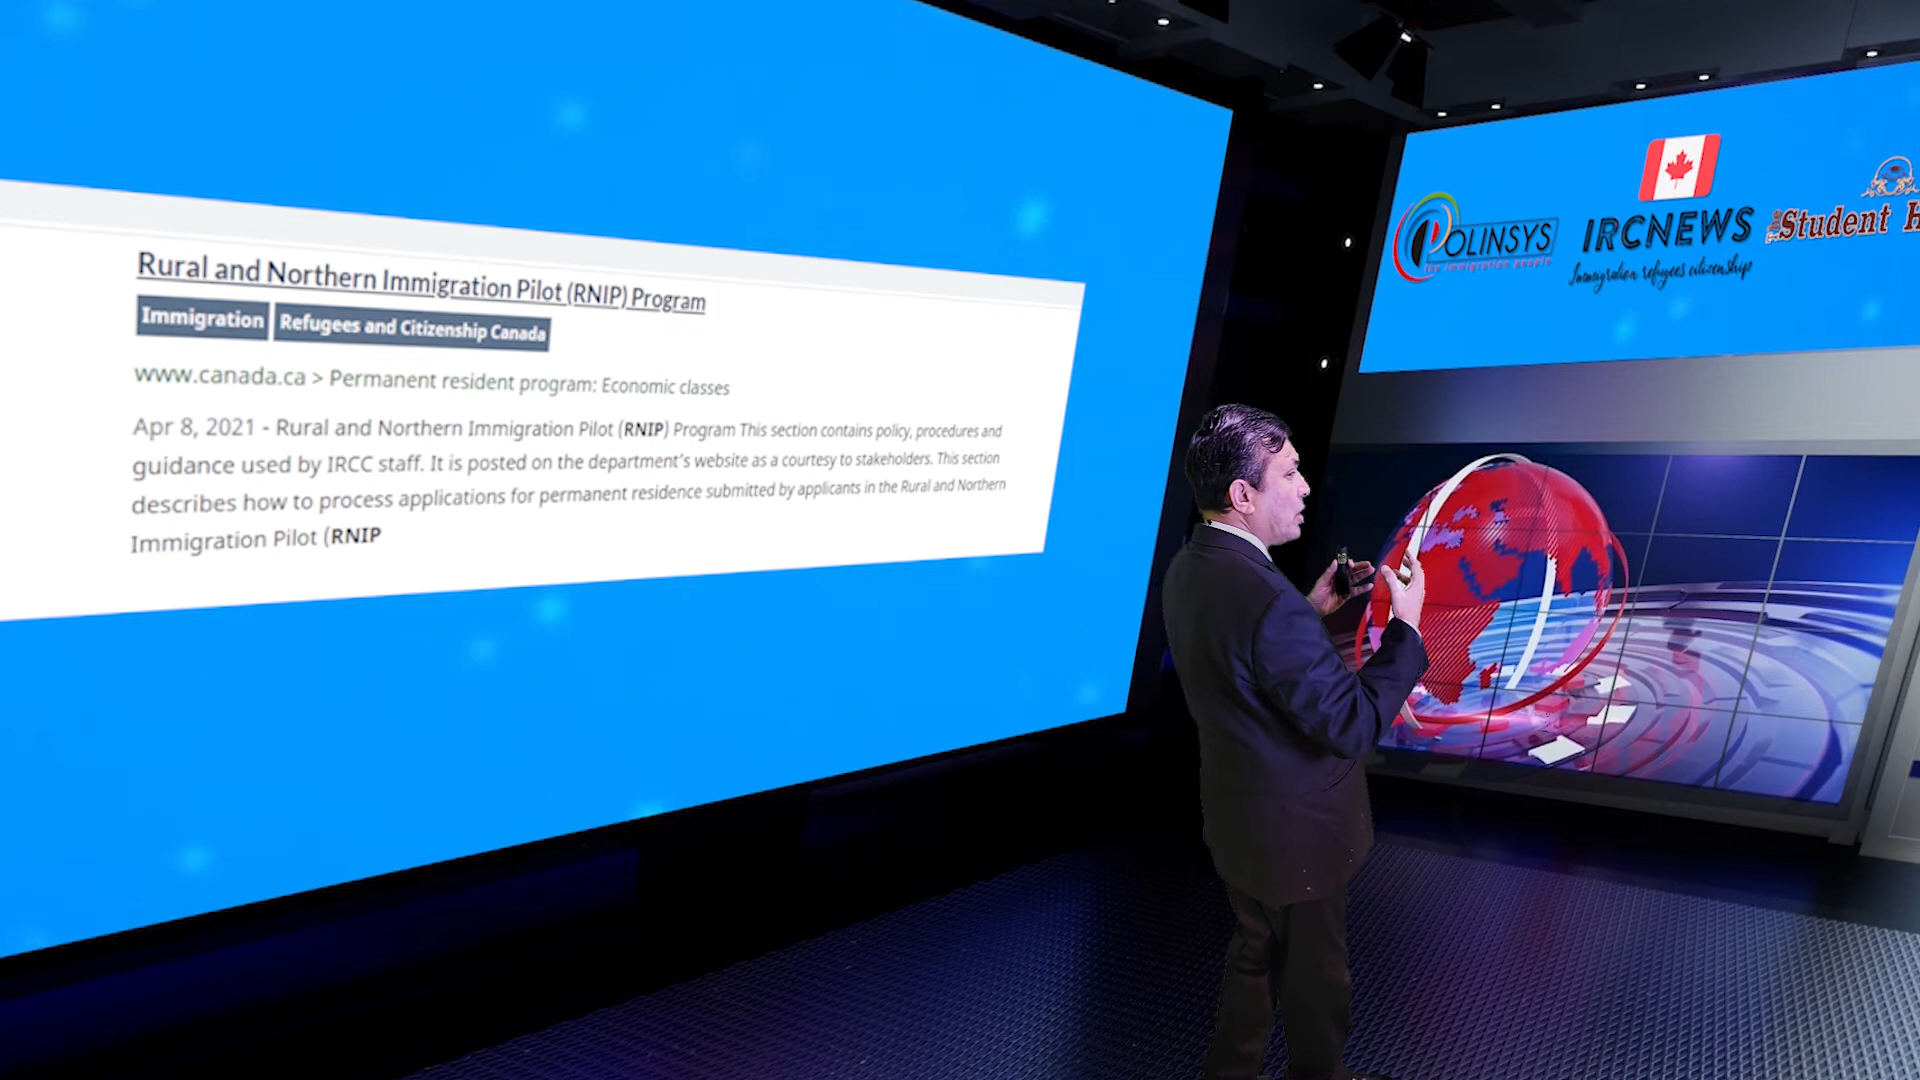 Rural and Northern Immigration Pilot (RNIP) Program
Immigration Refugees and Citizenship Canada
www.canada.ca > Permanent resident program: Economic classes
Apr 8, 2021 - Rural and Northern Immigration Pilot (RNIP) Program This section contains policy, procedures and
guidance used by IRCC staff. It is posted on the department's website as a courtesy to stakeholders. This section
describes how to process applications for permanent residence submitted by applicants in the Rural and Northern
Immigration Pilot (RNIP
POLINSYS
the immigration people
IRCNEWS
Immigration refugees citizenship
The Student H